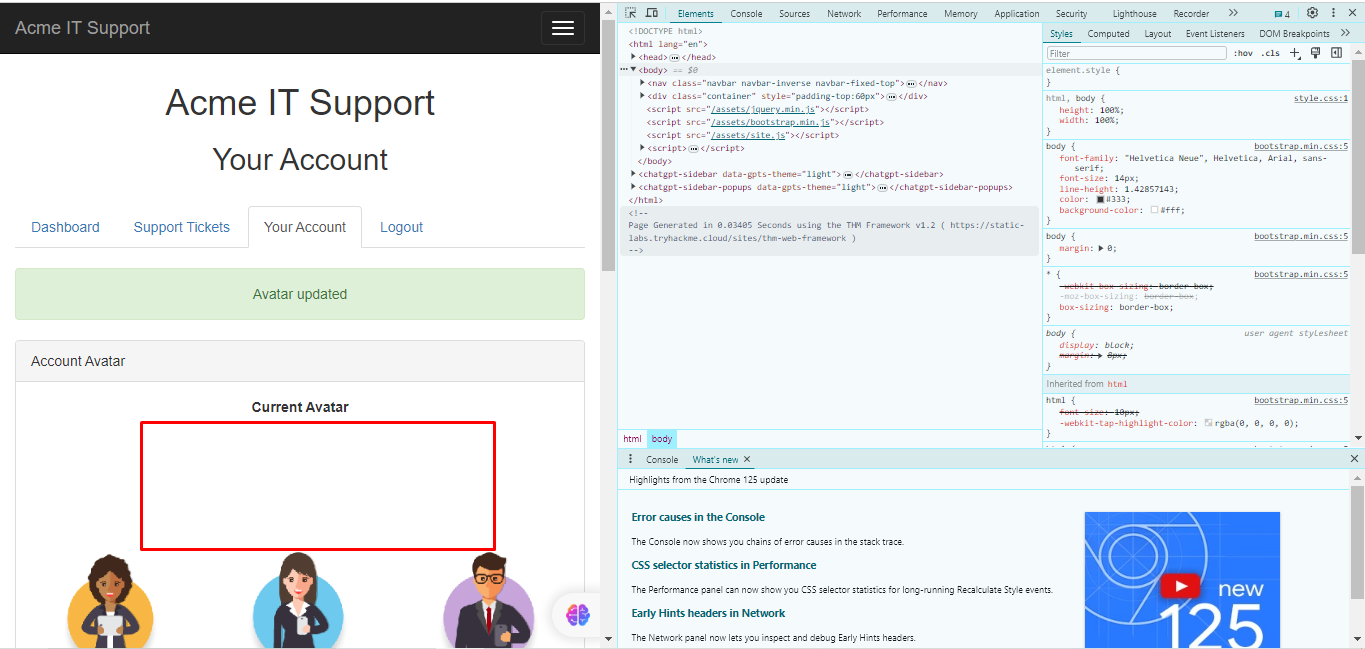 Acme IT Support
Acme IT Support
Your Account
Dashboard Support Tickets Your Account Logout
Avatar updated
Account Avatar
Current Avatar
Elements Console Sources Network Performance Memory Application Security Lighthouse Recorder 4
<!DOCTYPE html>
<html lang="en">
<head> </head>
<body> == $0
<nav class="navbar navbar-inverse navbar-fixed-top"> </nav>
<div class="container" style="padding-top:60px"> </div>
<script src="/assets/jquery.min.js"></script>
<script src="/assets/bootstrap.min.js"></script>
<script src="/assets/site.js"></script>
<script> </script>
</body>
<chatgpt-sidebar data-gpts-theme="light"> </chatgpt-sidebar>
<chatgpt-sidebar-popups data-gpts-theme="light"> </chatgpt-sidebar-popups>
</html>
<!--
Page Generated in 0.03405 Seconds using the THM Framework v1.2 ( https://static-
labs.tryhackme.cloud/sites/thm-web-framework )
-->
html body
Styles Computed Layout Event Listeners DOM Breakpoints
Filter :hov .cls
element.style {
}
html, body { style.css:1
height: 100%;
width: 100%;
}
body { bootstrap.min.css:5
font-family: "Helvetica Neue", Helvetica, Arial, sans-
serif;
font-size: 14px;
line-height: 1.42857143;
color: #333;
background-color: #fff;
}
body { bootstrap.min.css:5
margin: 0;
}
* { bootstrap.min.css:5
-webkit-box-sizing: border-box;
-moz-box-sizing: border-box;
box-sizing: border-box;
}
body { user agent stylesheet
display: block;
margin: 8px;
}
Inherited from html
html { bootstrap.min.css:5
font-size: 10px;
-webkit-tap-highlight-color: rgba(0, 0, 0, 0);
}
Console What's new
Highlights from the Chrome 125 update
Error causes in the Console
The Console now shows you chains of error causes in the stack trace.
CSS selector statistics in Performance
The Performance panel can now show you CSS selector statistics for long-running Recalculate Style events.
Early Hints headers in Network
The Network panel now lets you inspect and debug Early Hints headers.
new
125